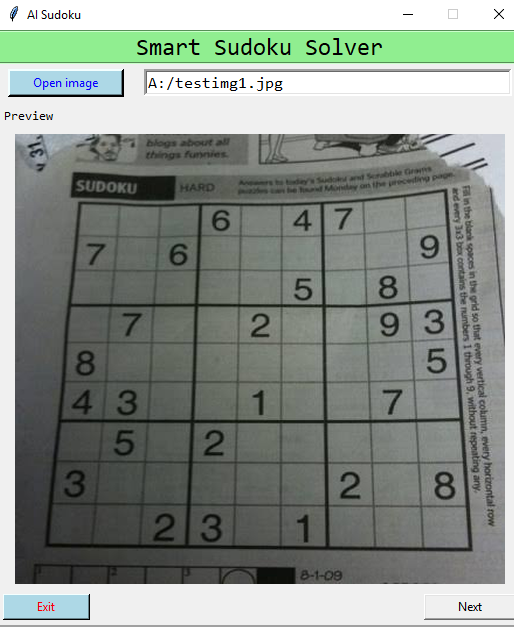 AI Sudoku
Smart Sudoku Solver
Open image
A:/testimg1.jpg
Preview
31,
blogs about all
things funnies.
SUDOKU HARD
Answers to today's Sudoku and Scrabble Grams
puzzles can be found Monday on the preceding page.
6 4 7
7 6 9
5 8
7 2 9 3
8 5
4 3 1 7
5 2
3 2 8
2 3 1
Fill in the blank spaces in the grid so that every vertical column, every horizontal row
and every 3x3 box contains the numbers 1 through 9, without repeating any.
1 2 3
8-1-09
Exit
Next